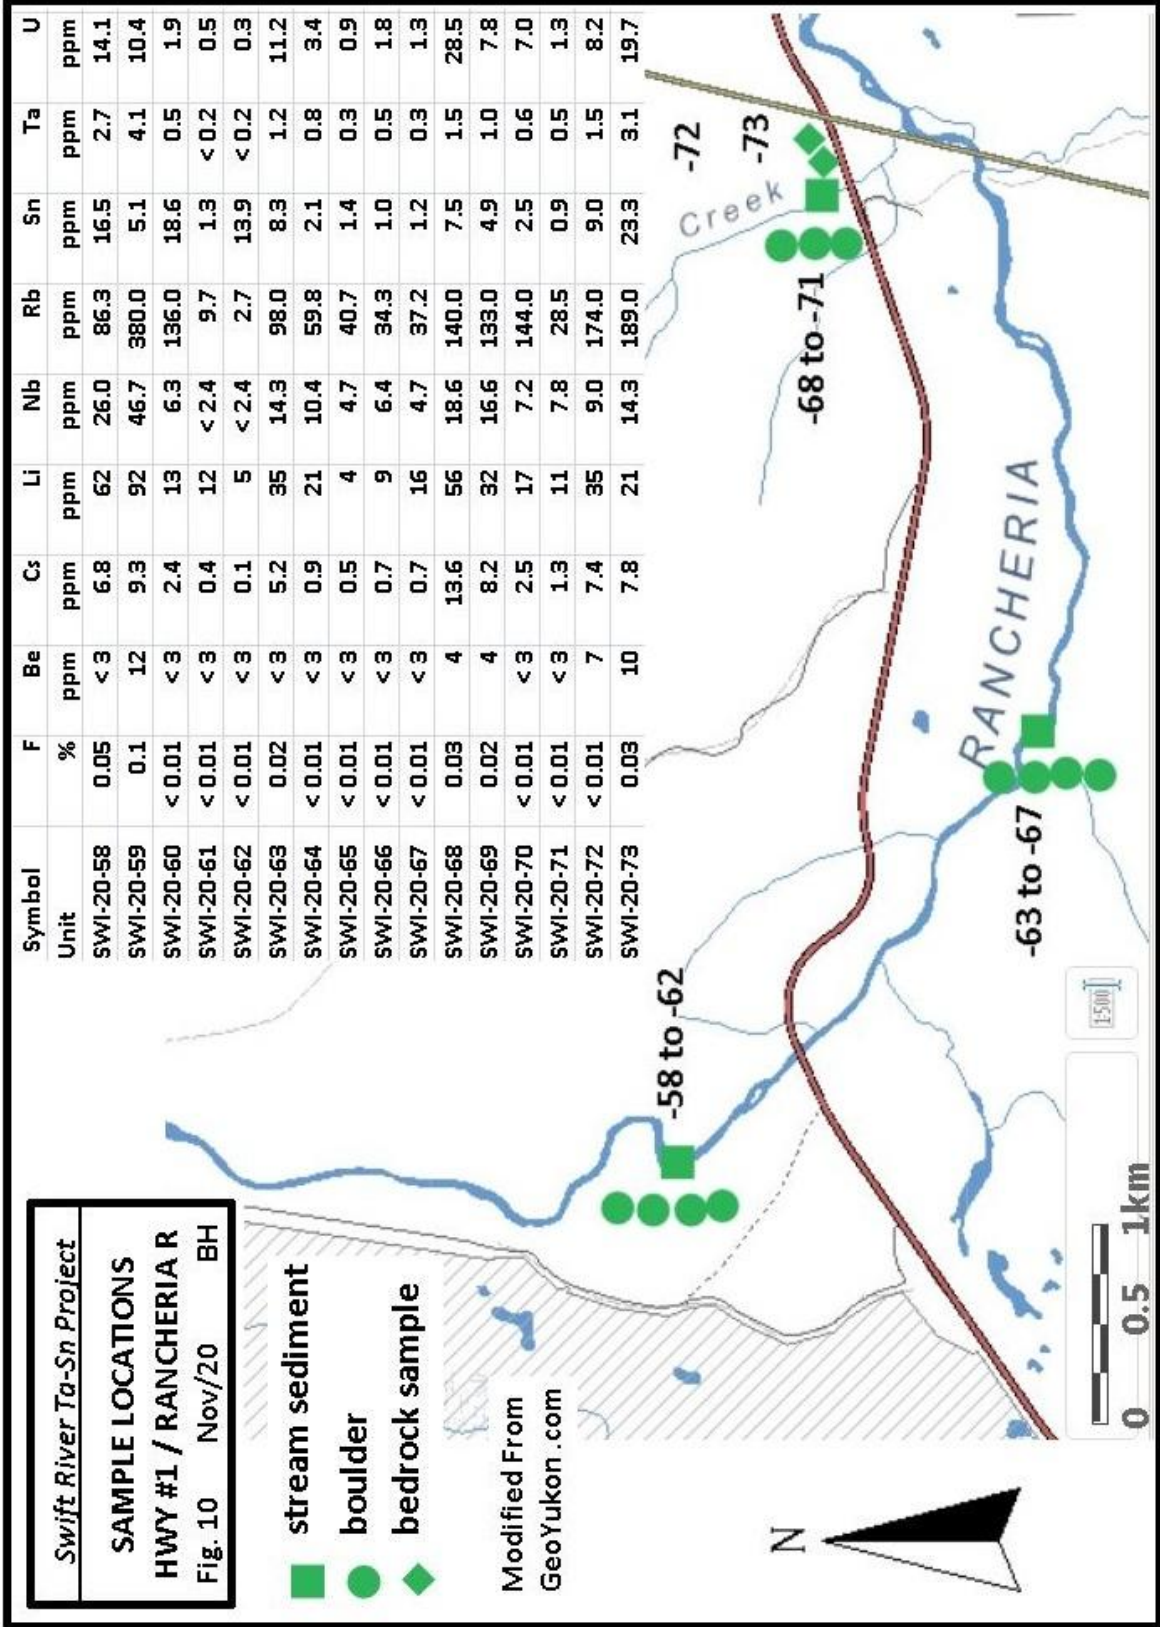 Swift River Ta-Sn Project
SAMPLE LOCATIONS
HWY #1 / RANCHERIA R
Fig. 10 Nov/20 BH
stream sediment
boulder
bedrock sample
Modified From
GeoYukon.com
N
Symbol F Be Cs Li Nb Rb Sn Ta U
Unit % ppm ppm ppm ppm ppm ppm ppm ppm
SWI-20-58 0.05 < 3 6.8 62 26.0 86.3 16.5 2.7 14.1
SWI-20-59 0.1 12 9.3 92 46.7 380.0 5.1 4.1 10.4
SWI-20-60 < 0.01 < 3 2.4 13 6.3 136.0 18.6 0.5 1.9
SWI-20-61 < 0.01 < 3 0.4 12 < 2.4 9.7 1.3 < 0.2 0.5
SWI-20-62 < 0.01 < 3 0.1 5 < 2.4 2.7 13.9 < 0.2 0.3
SWI-20-63 0.02 < 3 5.2 35 14.3 98.0 8.3 1.2 11.2
SWI-20-64 < 0.01 < 3 0.9 21 10.4 59.8 2.1 0.8 3.4
SWI-20-65 < 0.01 < 3 0.5 4 4.7 40.7 1.4 0.3 0.9
SWI-20-66 < 0.01 < 3 0.7 9 6.4 34.3 1.0 0.5 1.8
SWI-20-67 < 0.01 < 3 0.7 16 4.7 37.2 1.2 0.3 1.3
SWI-20-68 0.03 4 13.6 56 18.6 140.0 7.5 1.5 28.5
SWI-20-69 0.02 4 8.2 32 16.6 133.0 4.9 1.0 7.8
SWI-20-70 < 0.01 < 3 2.5 17 7.2 144.0 2.5 0.6 7.0
SWI-20-71 < 0.01 < 3 1.3 11 7.8 28.5 0.9 0.5 1.3
SWI-20-72 < 0.01 7 7.4 35 9.0 174.0 9.0 1.5 8.2
SWI-20-73 0.03 10 7.8 21 14.3 189.0 23.3 3.1 19.7
-58 to -62
-72
Creek
-73
-68 to -71
RANCHERIA
-63 to -67
1:500
0 0.5 1km